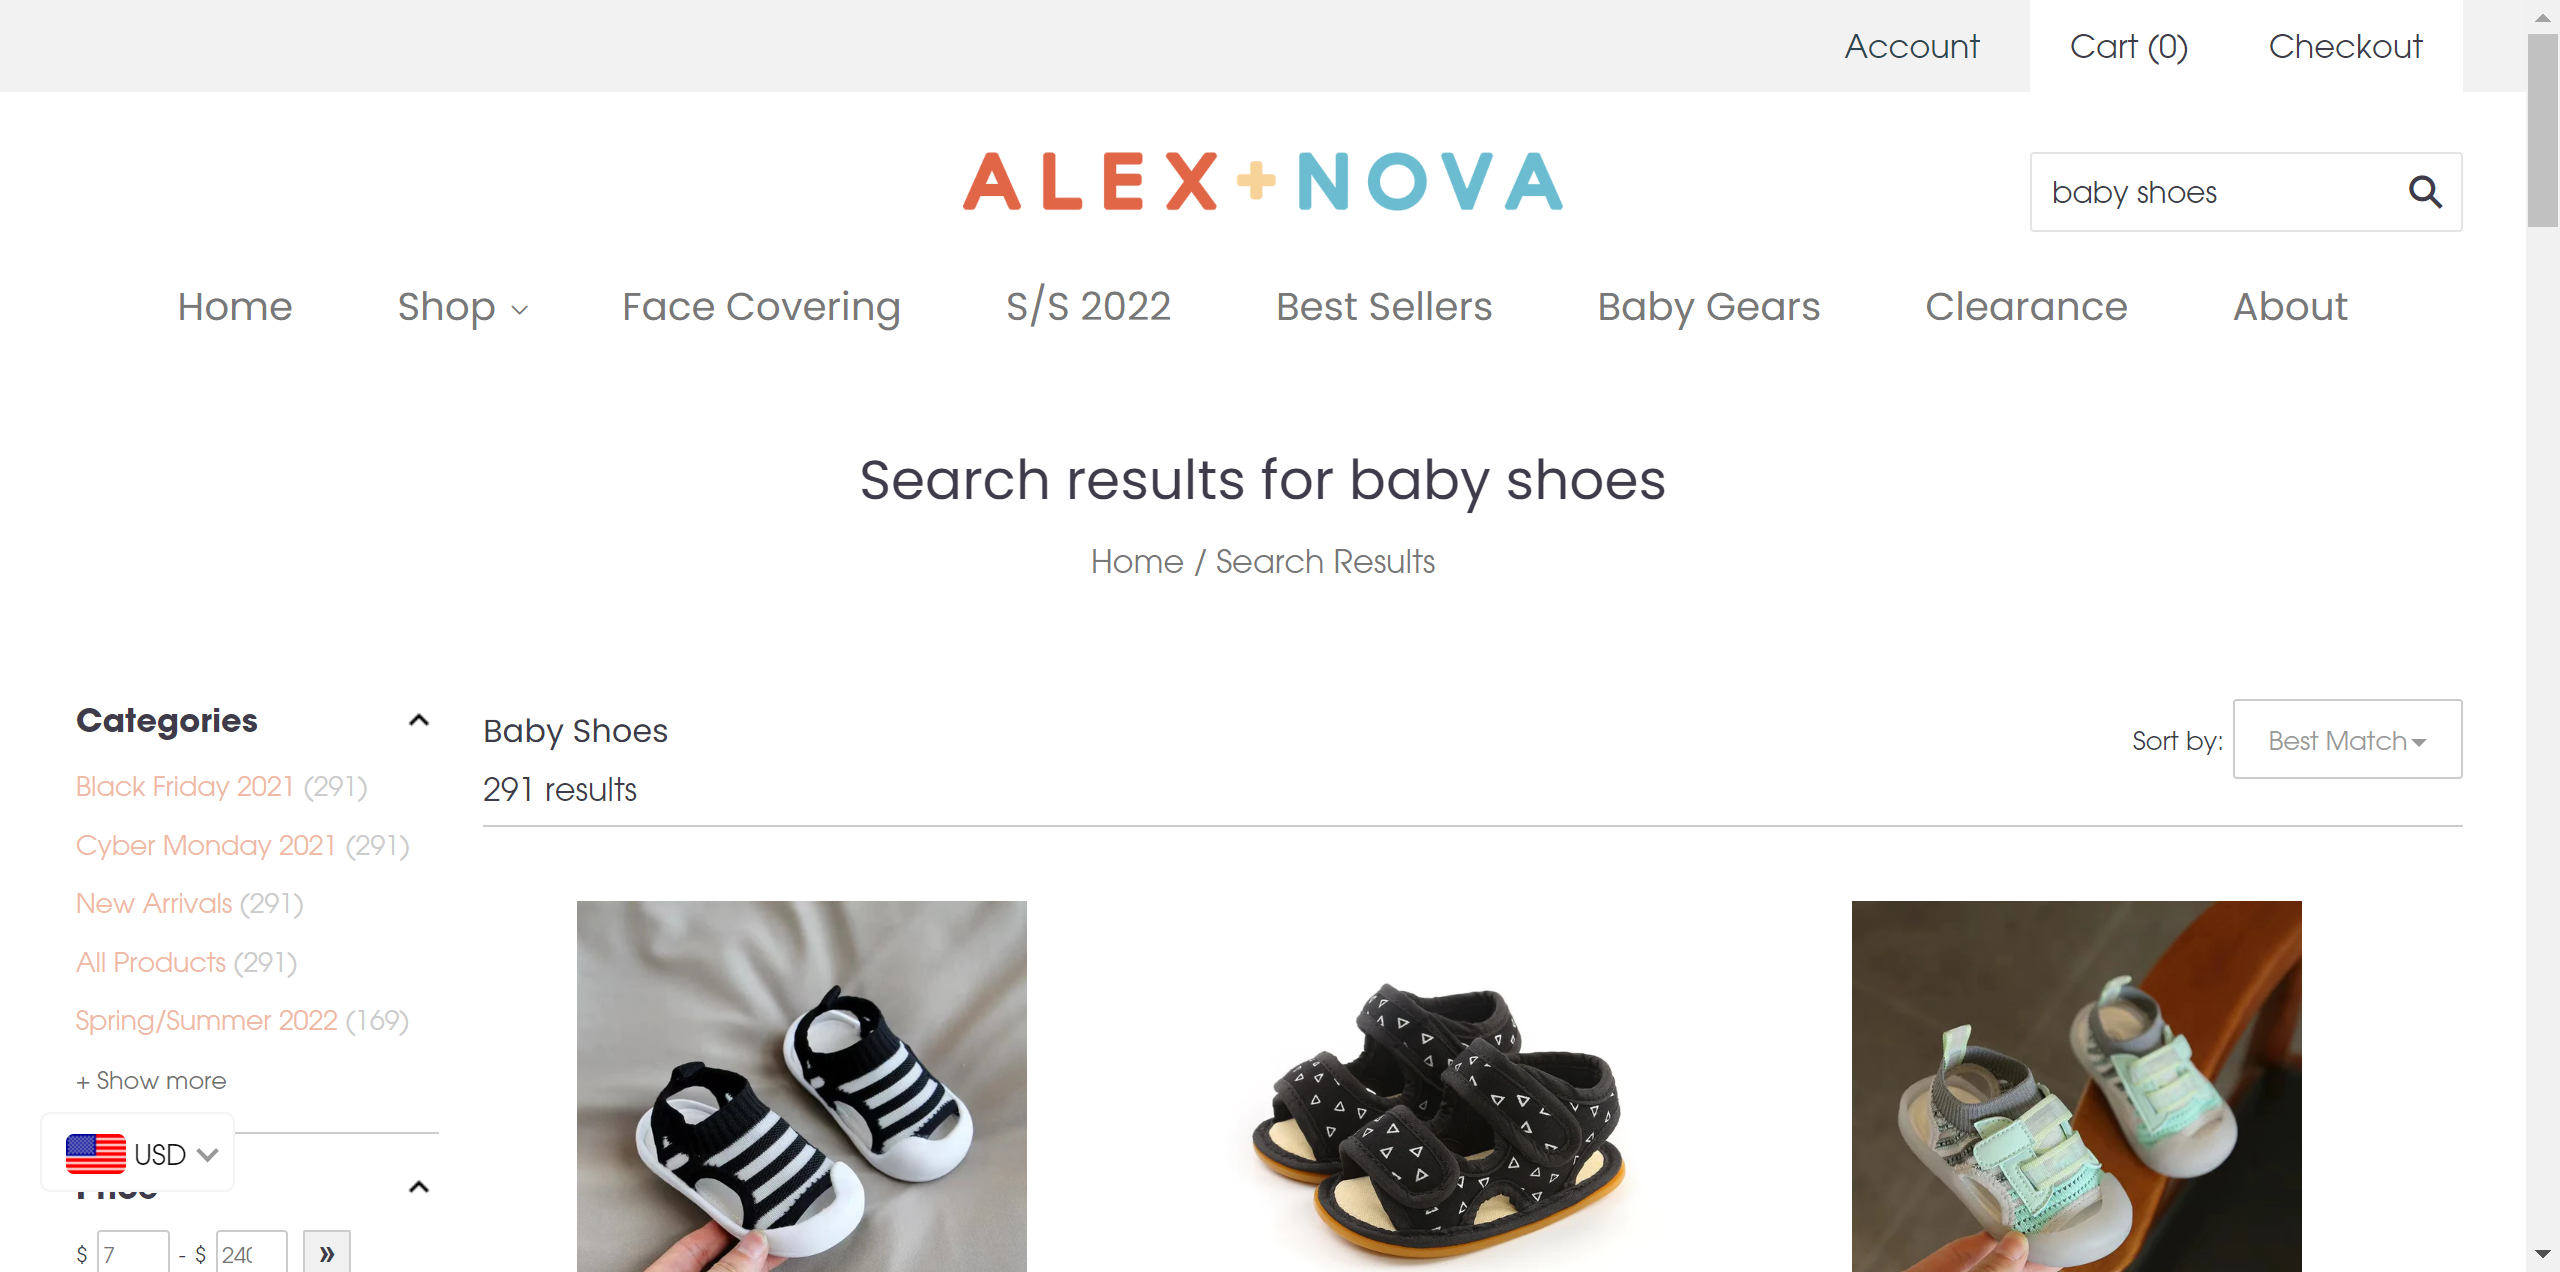 Account
Cart (0)
Checkout
ALEX+NOVA
baby shoes
Home
Shop
Face Covering
S/S 2022
Best Sellers
Baby Gears
Clearance
About
Search results for baby shoes
Home / Search Results
Categories
Black Friday 2021 (291)
Cyber Monday 2021 (291)
New Arrivals (291)
All Products (291)
Spring/Summer 2022 (169)
+ Show more
Baby Shoes
291 results
Sort by: Best Match
USD
Price
$ 7 - $ 240 »